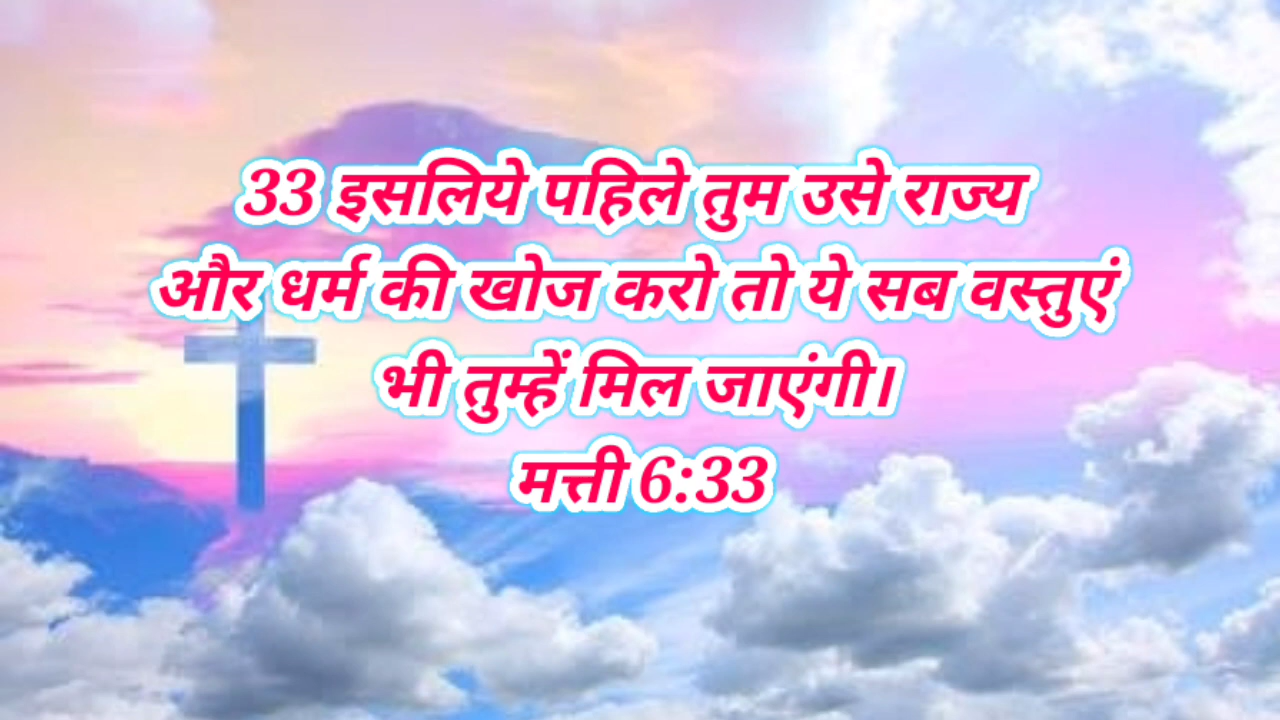 33 इसलिये पहिले तुम उसे राज्य
और धर्म की खोज करो तो ये सब वस्तुएं
भी तुम्हें मिल जाएंगी।
मत्ती 6:33